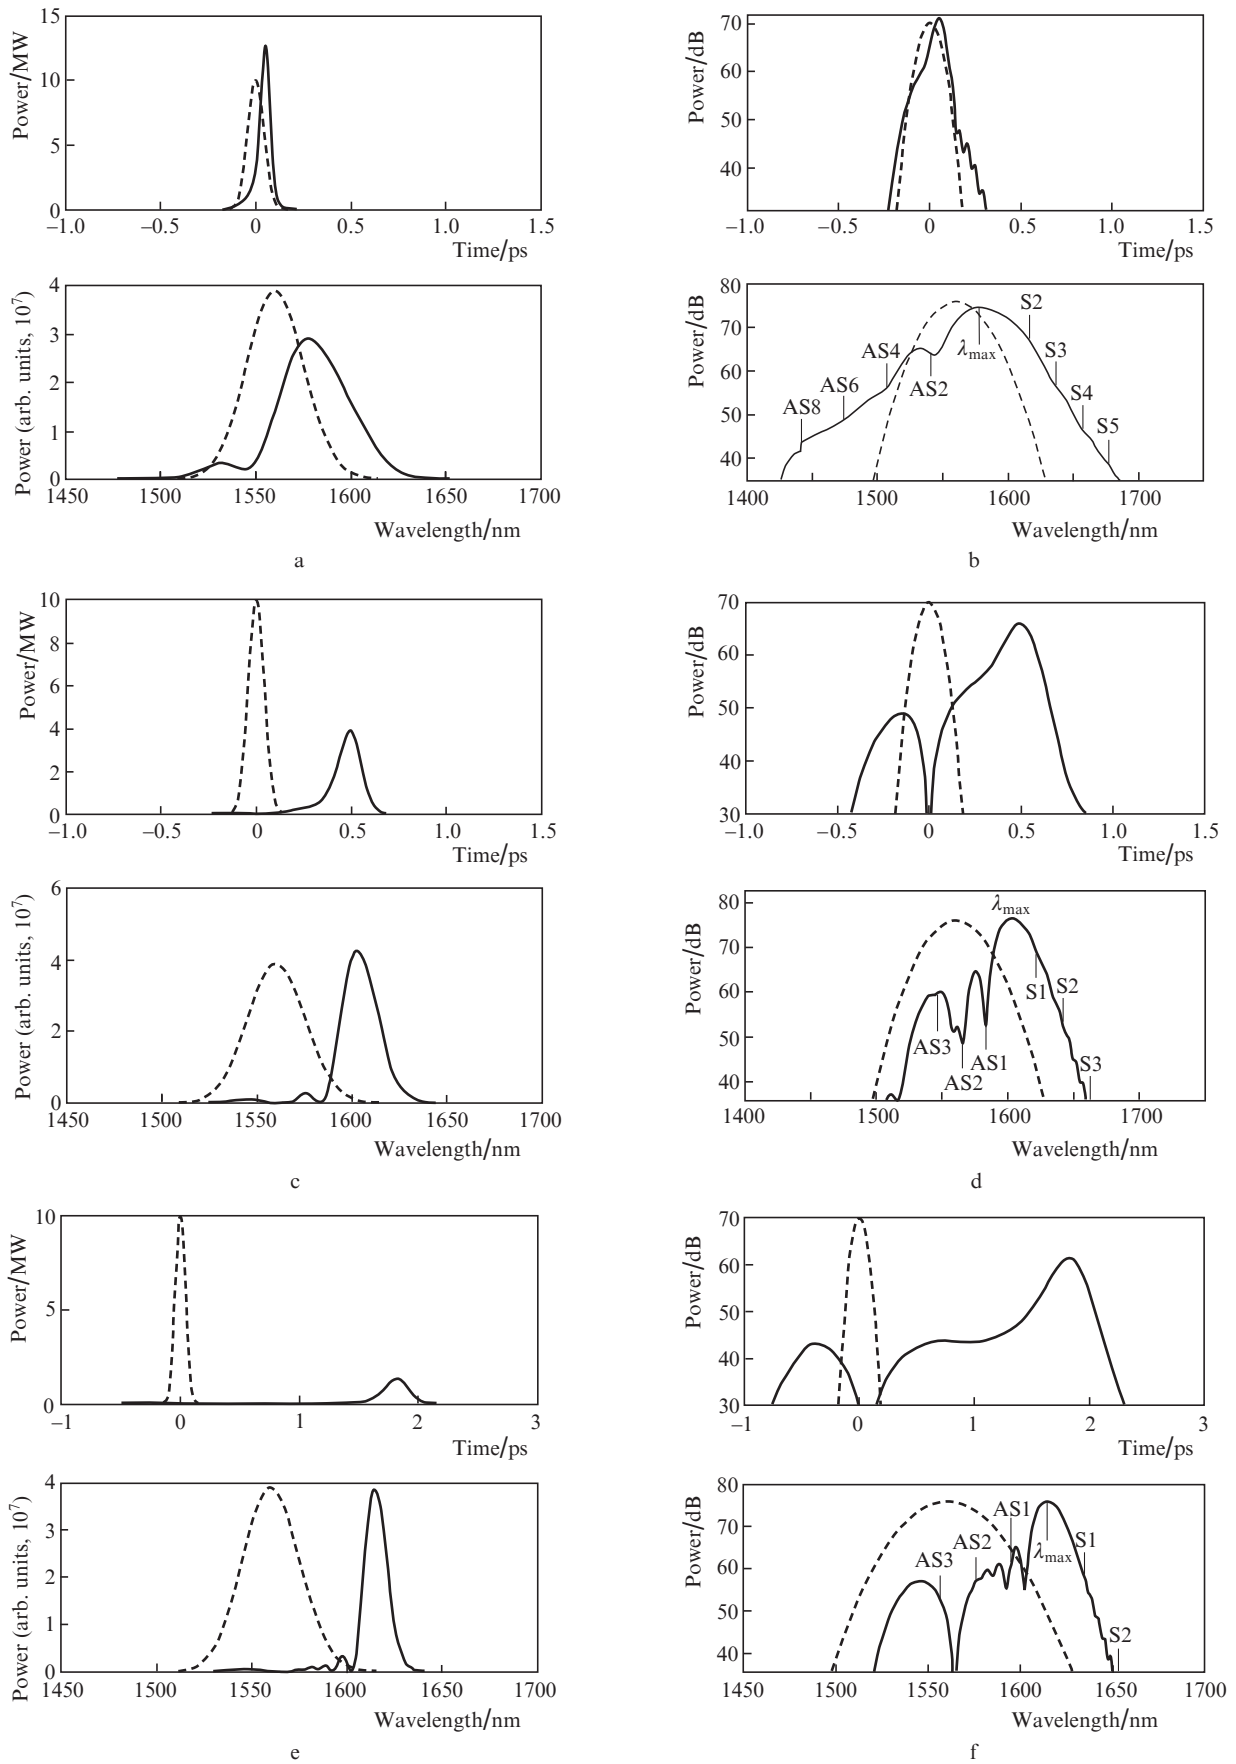 15
10
5
0
Power/MW
–1.0 –0.5 0 0.5 1.0 1.5
Time/ps
70
60
50
40
Power/dB
–1.0 –0.5 0 0.5 1.0 1.5
Time/ps
4
3
2
1
0
Power (arb. units, 10⁷)
1450 1500 1550 1600 1650 1700
Wavelength/nm
a
80
70
60
50
40
Power/dB
AS8 AS6 AS4 AS2 λmax S2 S3 S4 S5
1400 1500 1600 1700
Wavelength/nm
b
10
8
6
4
2
0
Power/MW
–1.0 –0.5 0 0.5 1.0 1.5
Time/ps
70
60
50
40
30
Power/dB
–1.0 –0.5 0 0.5 1.0 1.5
Time/ps
6
4
2
0
Power (arb. units, 10⁷)
1450 1500 1550 1600 1650 1700
Wavelength/nm
c
80
70
60
50
40
Power/dB
AS3 AS2 AS1 λmax S1 S2 S3
1400 1500 1600 1700
Wavelength/nm
d
10
5
0
Power/MW
–1 0 1 2 3
Time/ps
70
60
50
40
30
Power/dB
–1 0 1 2 3
Time/ps
4
3
2
1
0
Power (arb. units, 10⁷)
1450 1500 1550 1600 1650 1700
Wavelength/nm
e
80
70
60
50
40
Power/dB
AS3 AS2 AS1 λmax S1 S2
1450 1500 1550 1600 1650 1700
Wavelength/nm
f